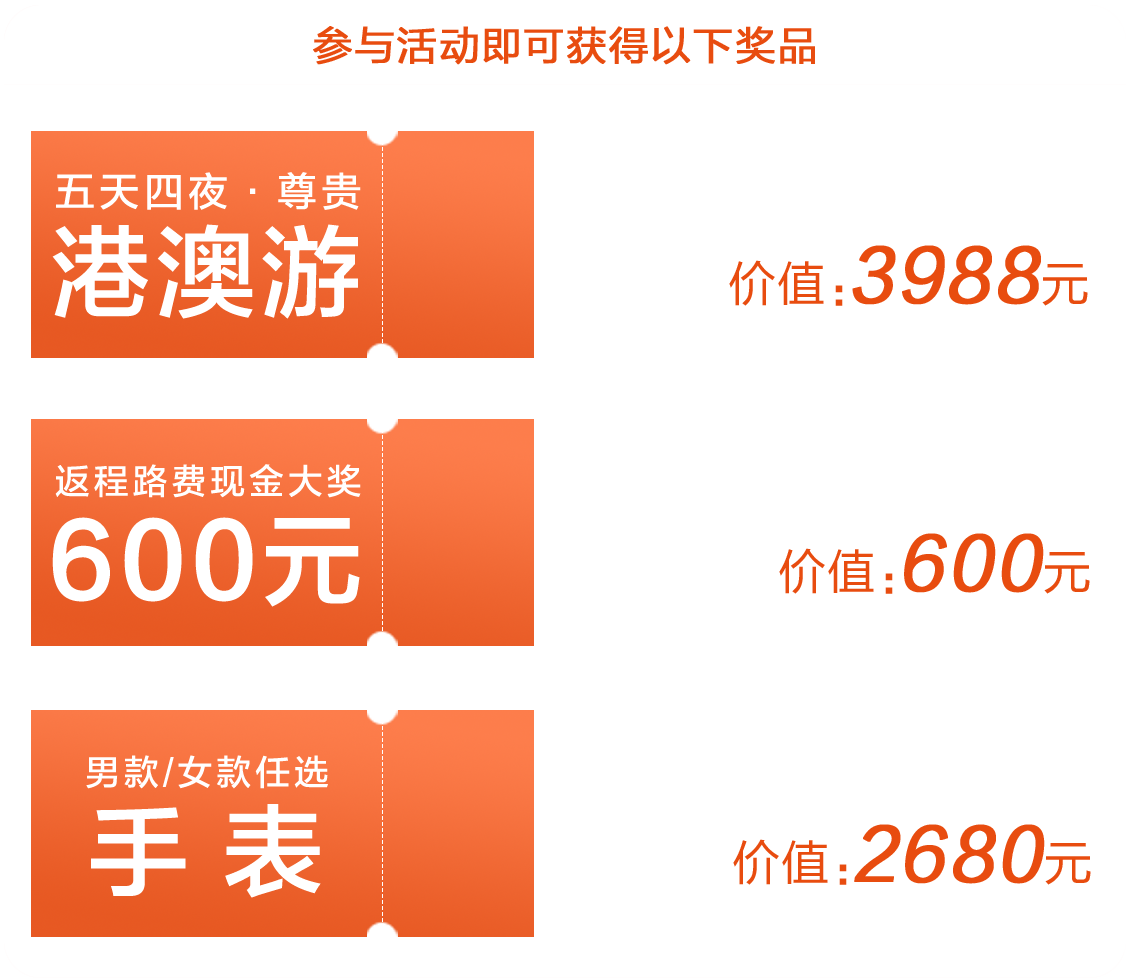 参与活动即可获得以下奖品
五天四夜·尊贵
港澳游
价值:3988元
返程路费现金大奖
600元
价值:600元
男款/女款任选
手表
价值:2680元